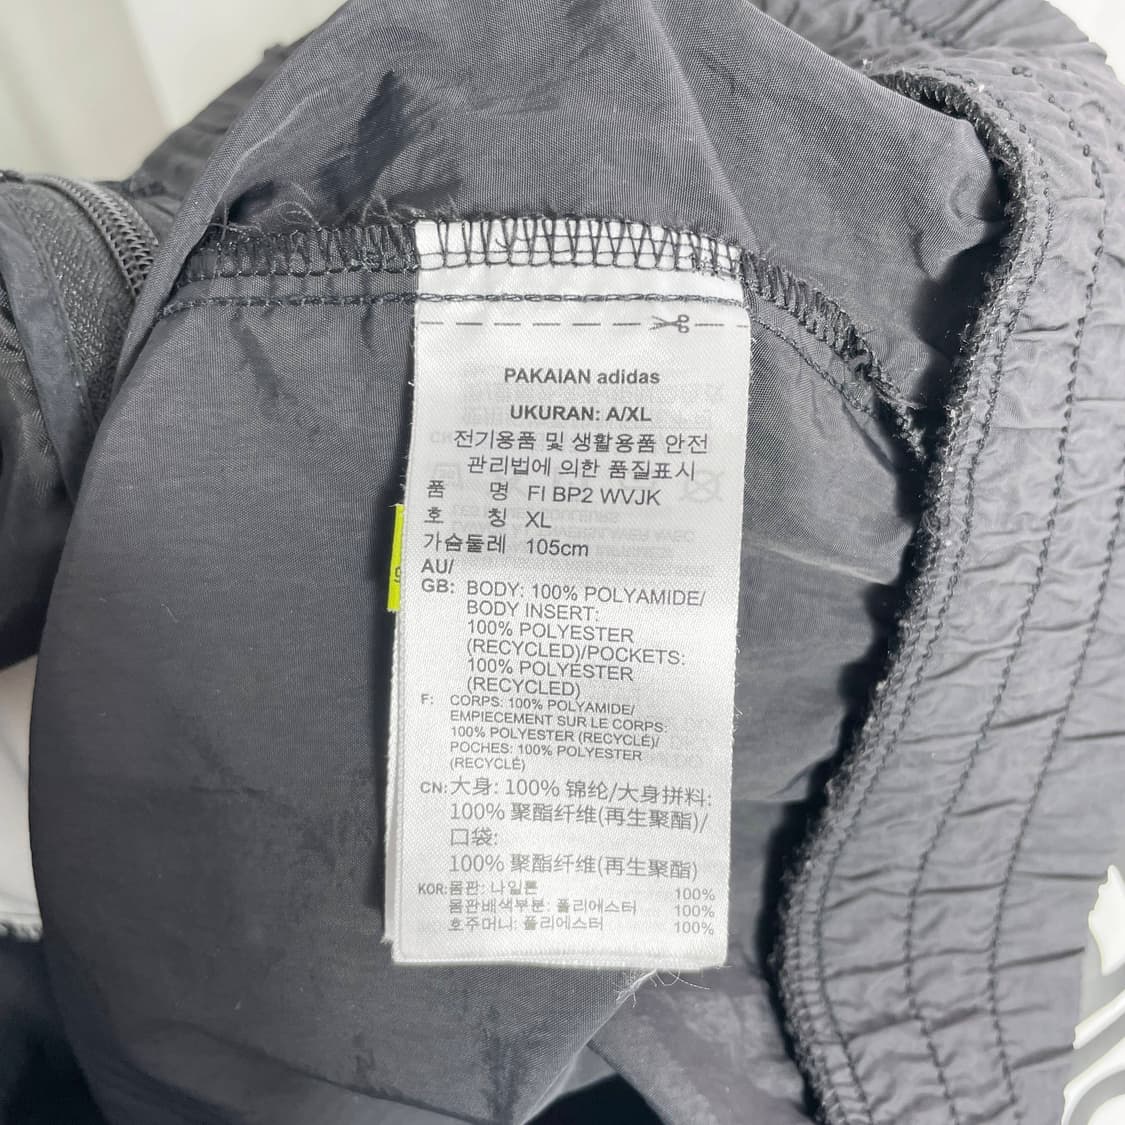 PAKAIAN adidas
UKURAN: A/XL
전기용품 및 생활용품 안전
관리법에 의한 품질표시
품 명 FI BP2 WVJK
호 칭 XL
가슴둘레 105cm
AU/
GB: BODY: 100% POLYAMIDE/
BODY INSERT:
100% POLYESTER
(RECYCLED)/POCKETS:
100% POLYESTER
(RECYCLED)
F: CORPS: 100% POLYAMIDE/
EMPIECEMENT SUR LE CORPS:
100% POLYESTER (RECYCLÉ)/
POCHES: 100% POLYESTER
(RECYCLÉ)
CN: 大身: 100% 锦纶/大身拼料:
100% 聚酯纤维(再生聚酯)/
口袋:
100% 聚酯纤维(再生聚酯)
KOR: 몸판: 나일론 100%
몸판배색부분: 폴리에스터 100%
호주머니: 폴리에스터 100%